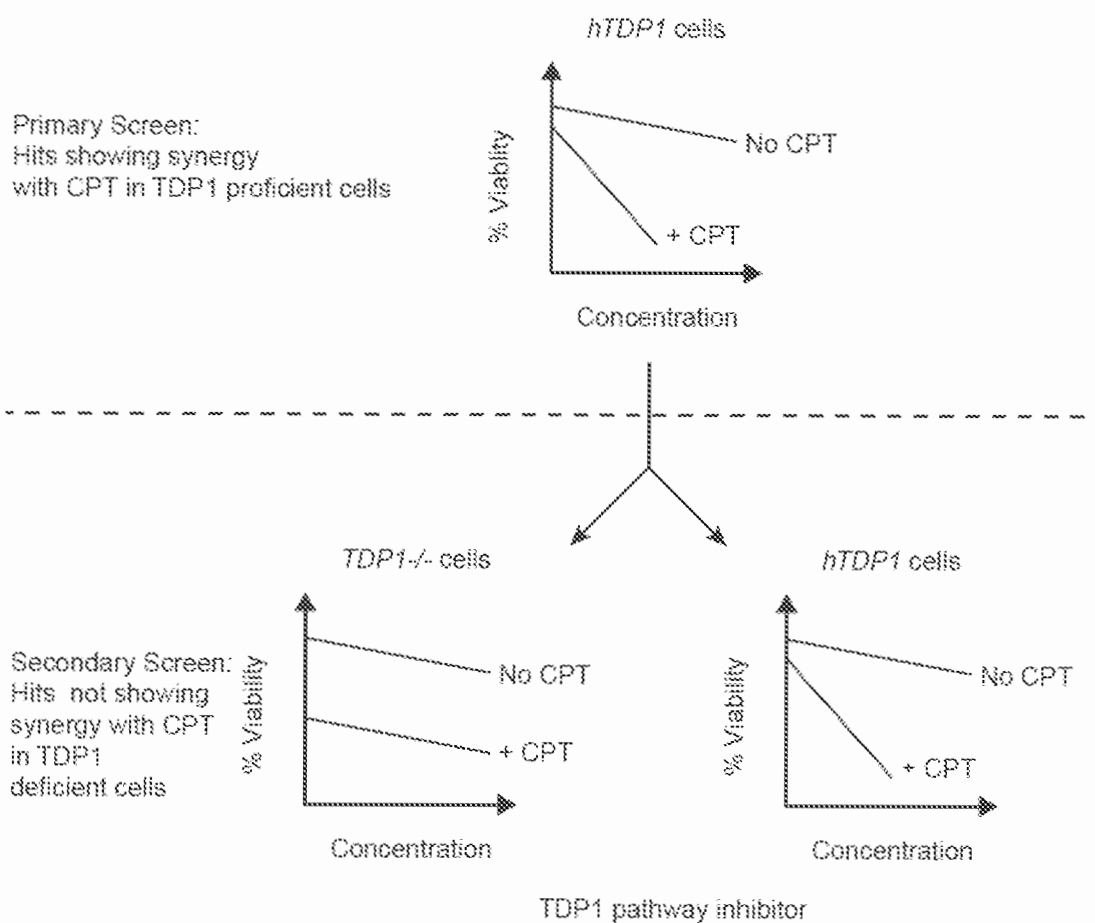 hTDP1 cells
Primary Screen:
Hits showing synergy
with CPT in TDP1 proficient cells
% Viablity
No CPT
+ CPT
Concentration
TDP1-/- cells
hTDP1 cells
Secondary Screen:
Hits not showing
synergy with CPT
in TDP1
deficient cells
% Viability
No CPT
+ CPT
Concentration
% Viability
No CPT
+ CPT
Concentration
TDP1 pathway inhibitor